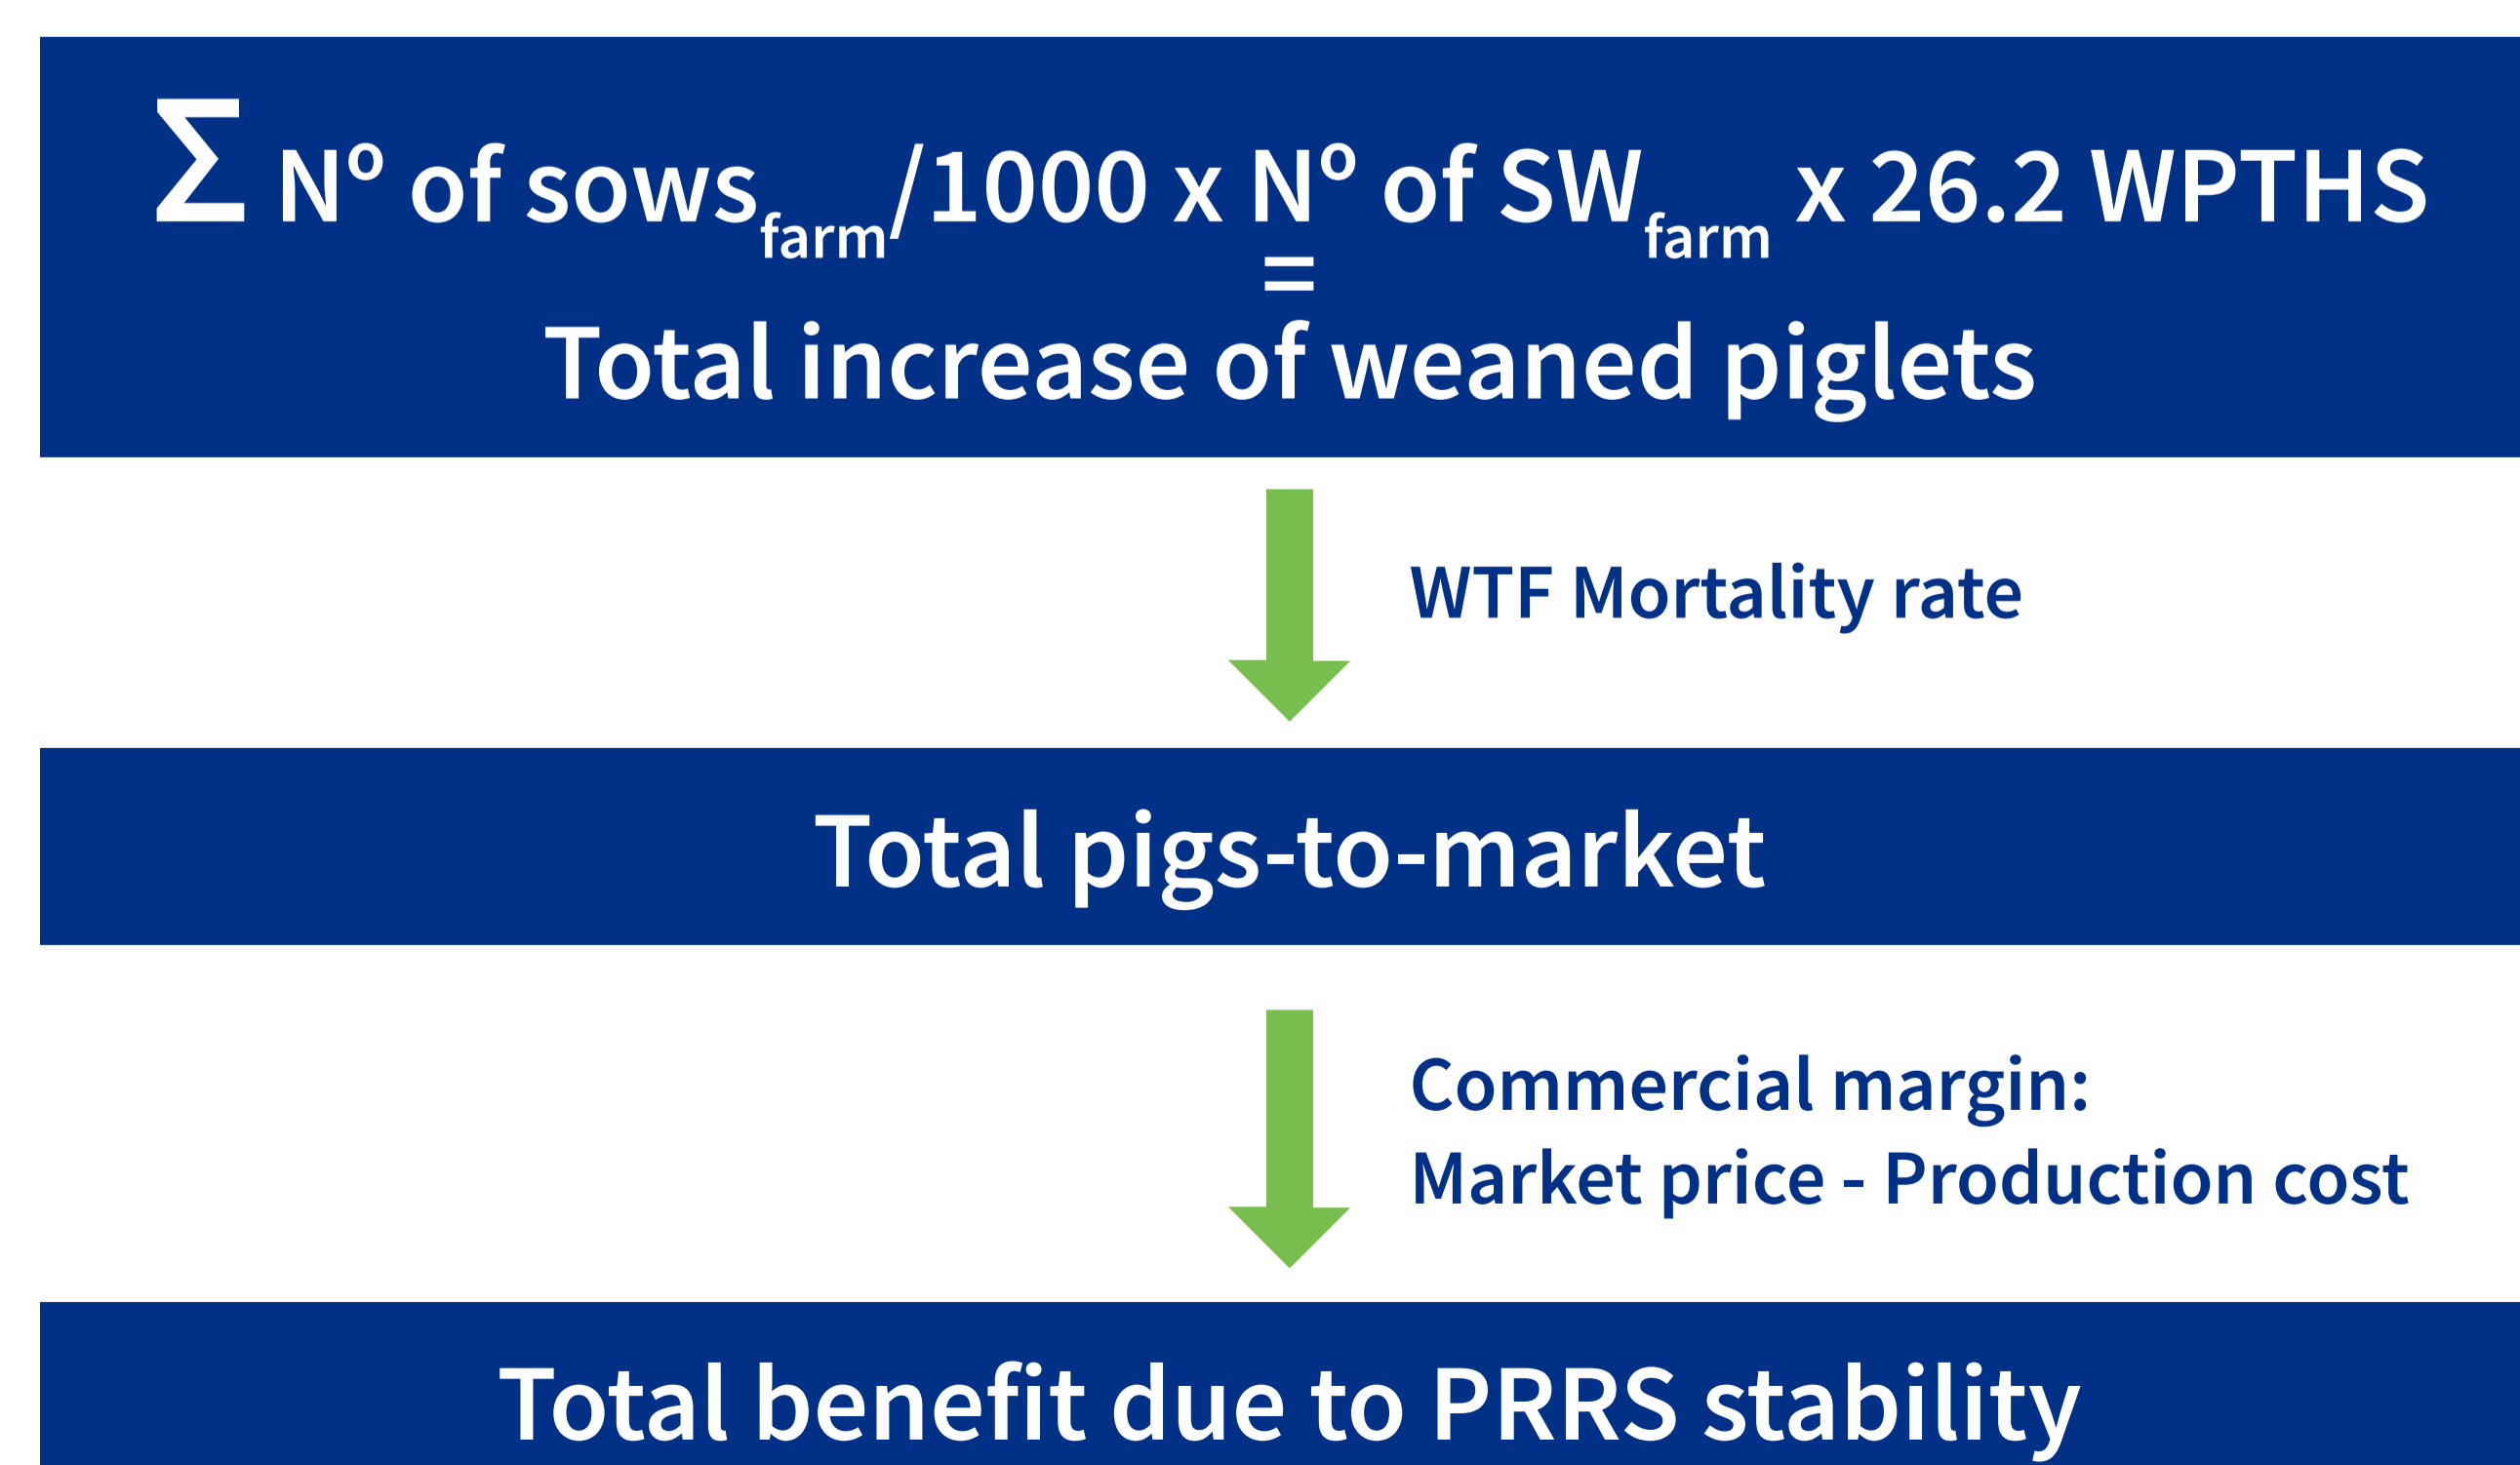 Σ Nº of sowsfarm/1000 x Nº of SWfarm x 26.2 WPTHS
=
Total increase of weaned piglets
WTF Mortality rate
Total pigs-to-market
Commercial margin:
Market price - Production cost
Total benefit due to PRRS stability